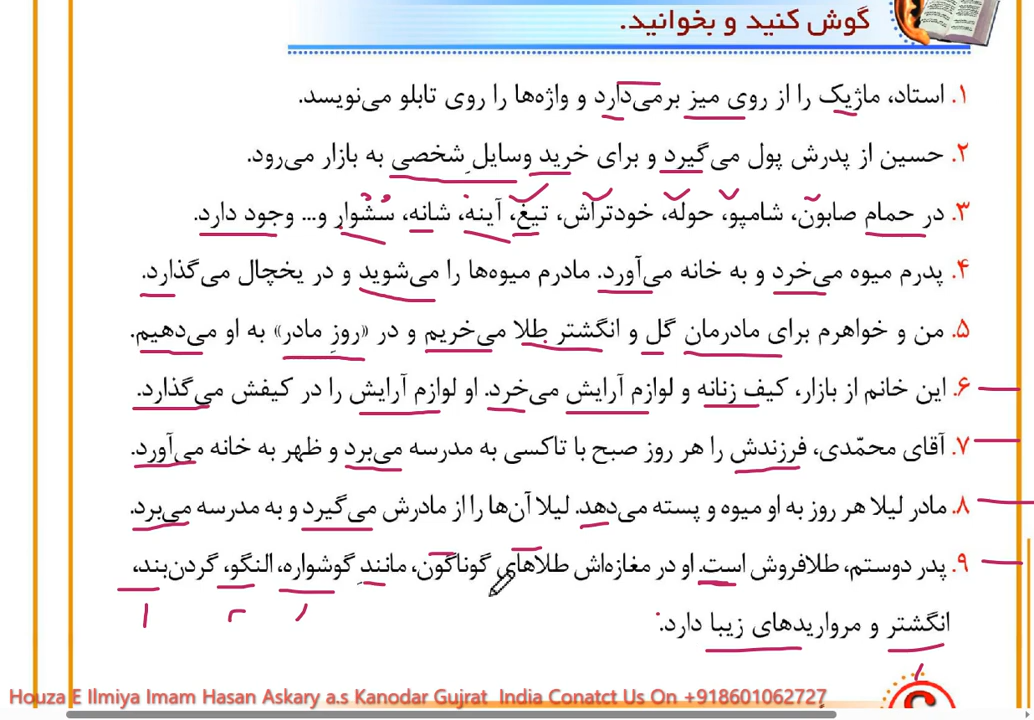 گوش کنید و بخوانید.
۱. استاد، ماژیک را از روی میز برمی‌دارد و واژه‌ها را روی تابلو می‌نویسد.
۲. حسین از پدرش پول می‌گیرد و برای خرید وسایلِ شخصی به بازار می‌رود.
۳. در حمام صابون، شامپو، حوله، خودتراش، تیغ، آینه، شانه، سشوار و... وجود دارد.
۴. پدرم میوه می‌خرد و به خانه می‌آورد. مادرم میوه‌ها را می‌شوید و در یخچال می‌گذارد.
۵. من و خواهرم برای مادرمان گل و انگشتر طلا می‌خریم و در «روزِ مادر» به او می‌دهیم.
۶. این خانم از بازار، کیف زنانه و لوازم آرایش می‌خرد. او لوازم آرایش را در کیفش می‌گذارد.
۷. آقای محمّدی، فرزندش را هر روز صبح با تاکسی به مدرسه می‌برد و ظهر به خانه می‌آورد.
۸. مادر لیلا هر روز به او میوه و پسته می‌دهد. لیلا آن‌ها را از مادرش می‌گیرد و به مدرسه می‌برد.
۹. پدر دوستم، طلافروش است. او در مغازه‌اش طلاهای گوناگون، مانندِ گوشواره، النگو، گردن‌بند،
انگشتر و مرواریدهای زیبا دارد.
Houza E Ilmiya Imam Hasan Askary a.s Kanodar Gujrat India Conatct Us On +918601062727